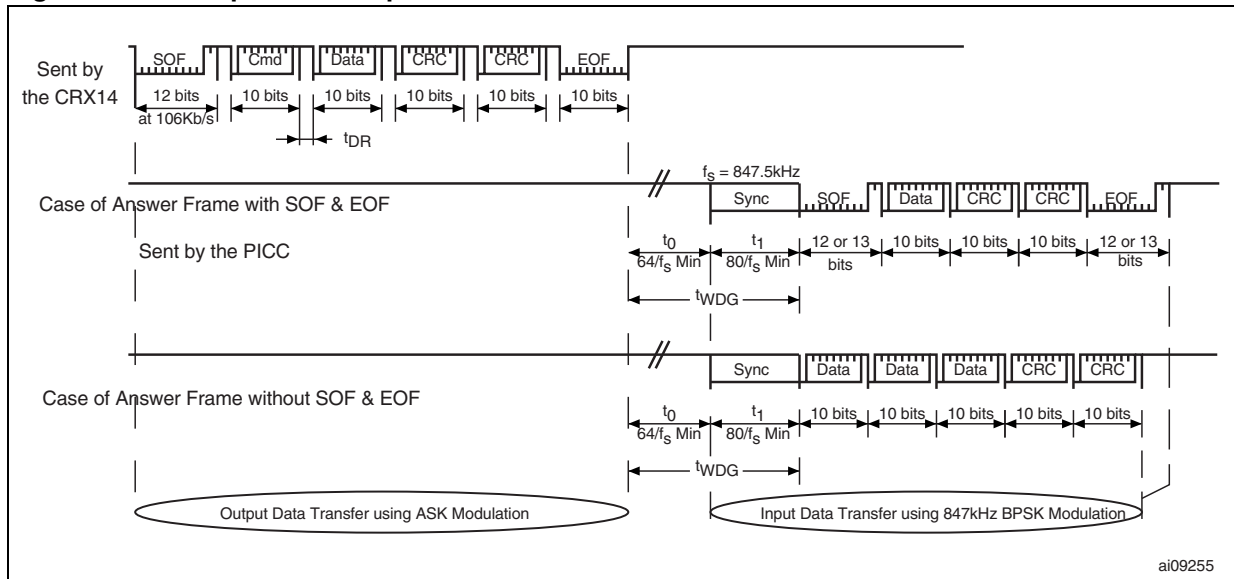 Sent by
the CRX14
SOF Cmd Data CRC CRC EOF
12 bits 10 bits 10 bits 10 bits 10 bits 10 bits
at 106Kb/s
tDR
fs = 847.5kHz
Sync SOF Data CRC CRC EOF
Case of Answer Frame with SOF & EOF
Sent by the PICC
t0 t1 12 or 13 10 bits 10 bits 10 bits 12 or 13
64/fs Min 80/fs Min bits bits
tWDG
Sync Data Data Data CRC CRC
Case of Answer Frame without SOF & EOF
t0 t1 10 bits 10 bits 10 bits 10 bits 10 bits
64/fs Min 80/fs Min
tWDG
Output Data Transfer using ASK Modulation
Input Data Transfer using 847kHz BPSK Modulation
ai09255